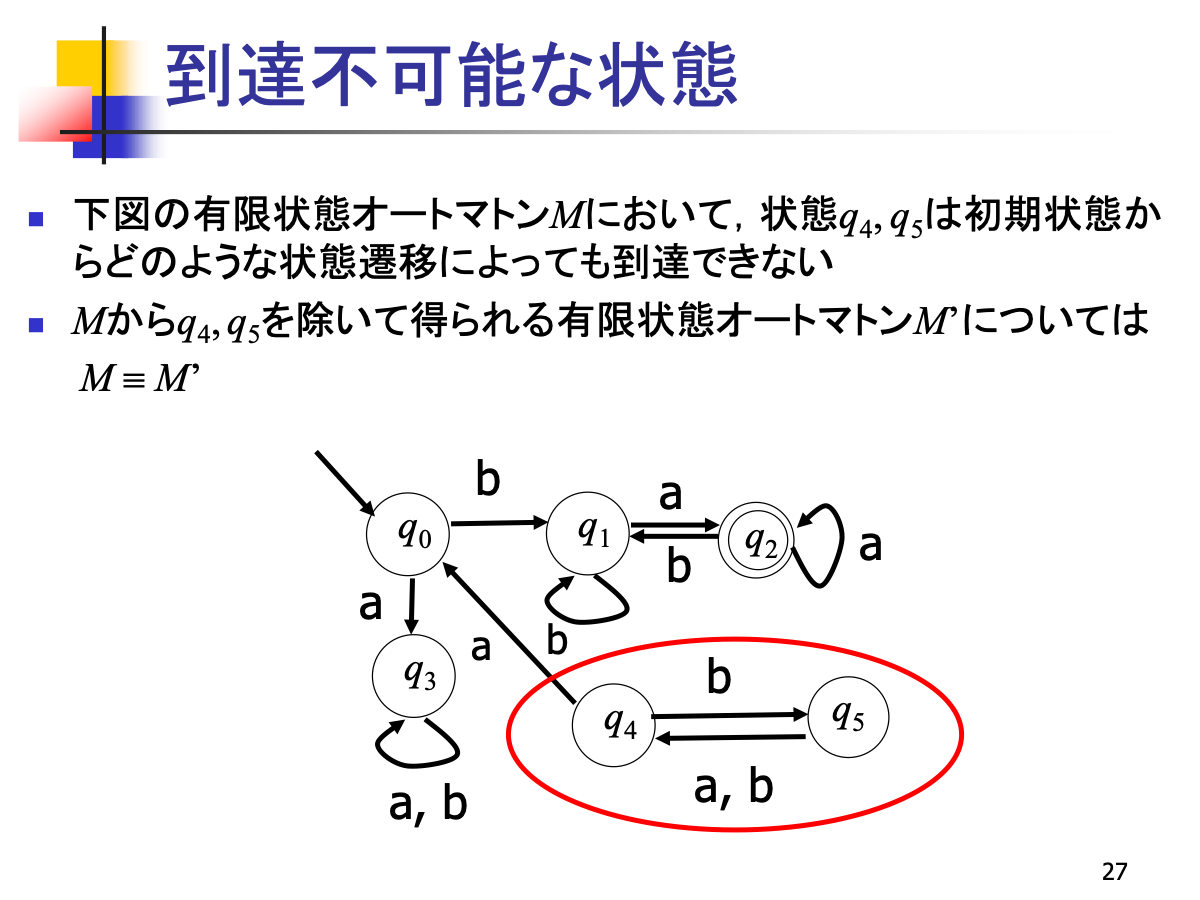 到達不可能な状態
下図の有限状態オートマトンMにおいて，状態q4, q5は初期状態か
らどのような状態遷移によっても到達できない
Mからq4, q5を除いて得られる有限状態オートマトンM’については
M ≡ M’
b
a
q0
q1
q2
a
b
a
a
b
q3
b
q4
q5
a, b
a, b
27